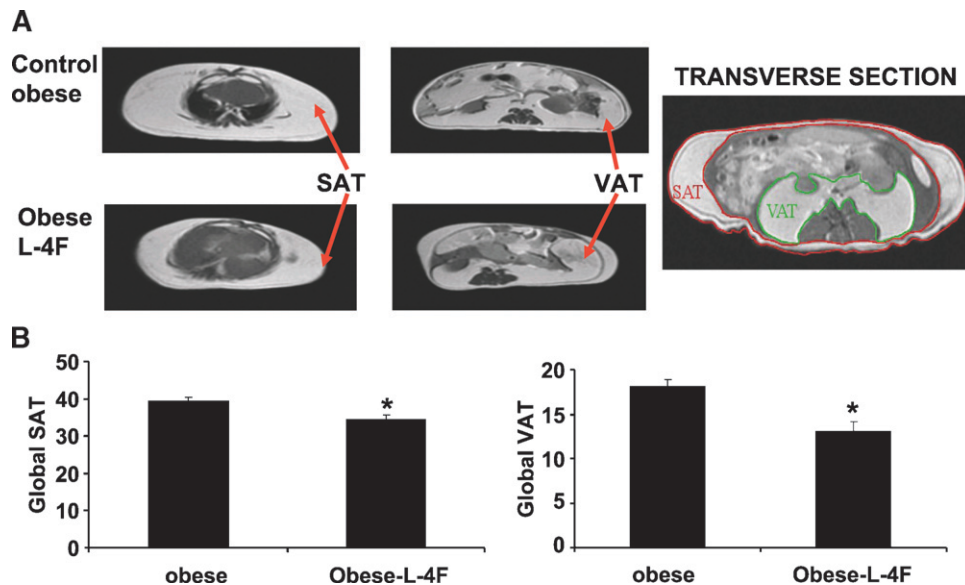 A
Control
obese
SAT
VAT
Obese
L-4F
TRANSVERSE SECTION
SAT
VAT
B
Global SAT
50
40
30
20
10
0
obese
Obese-L-4F
*
Global VAT
20
15
10
5
0
obese
Obese-L-4F
*